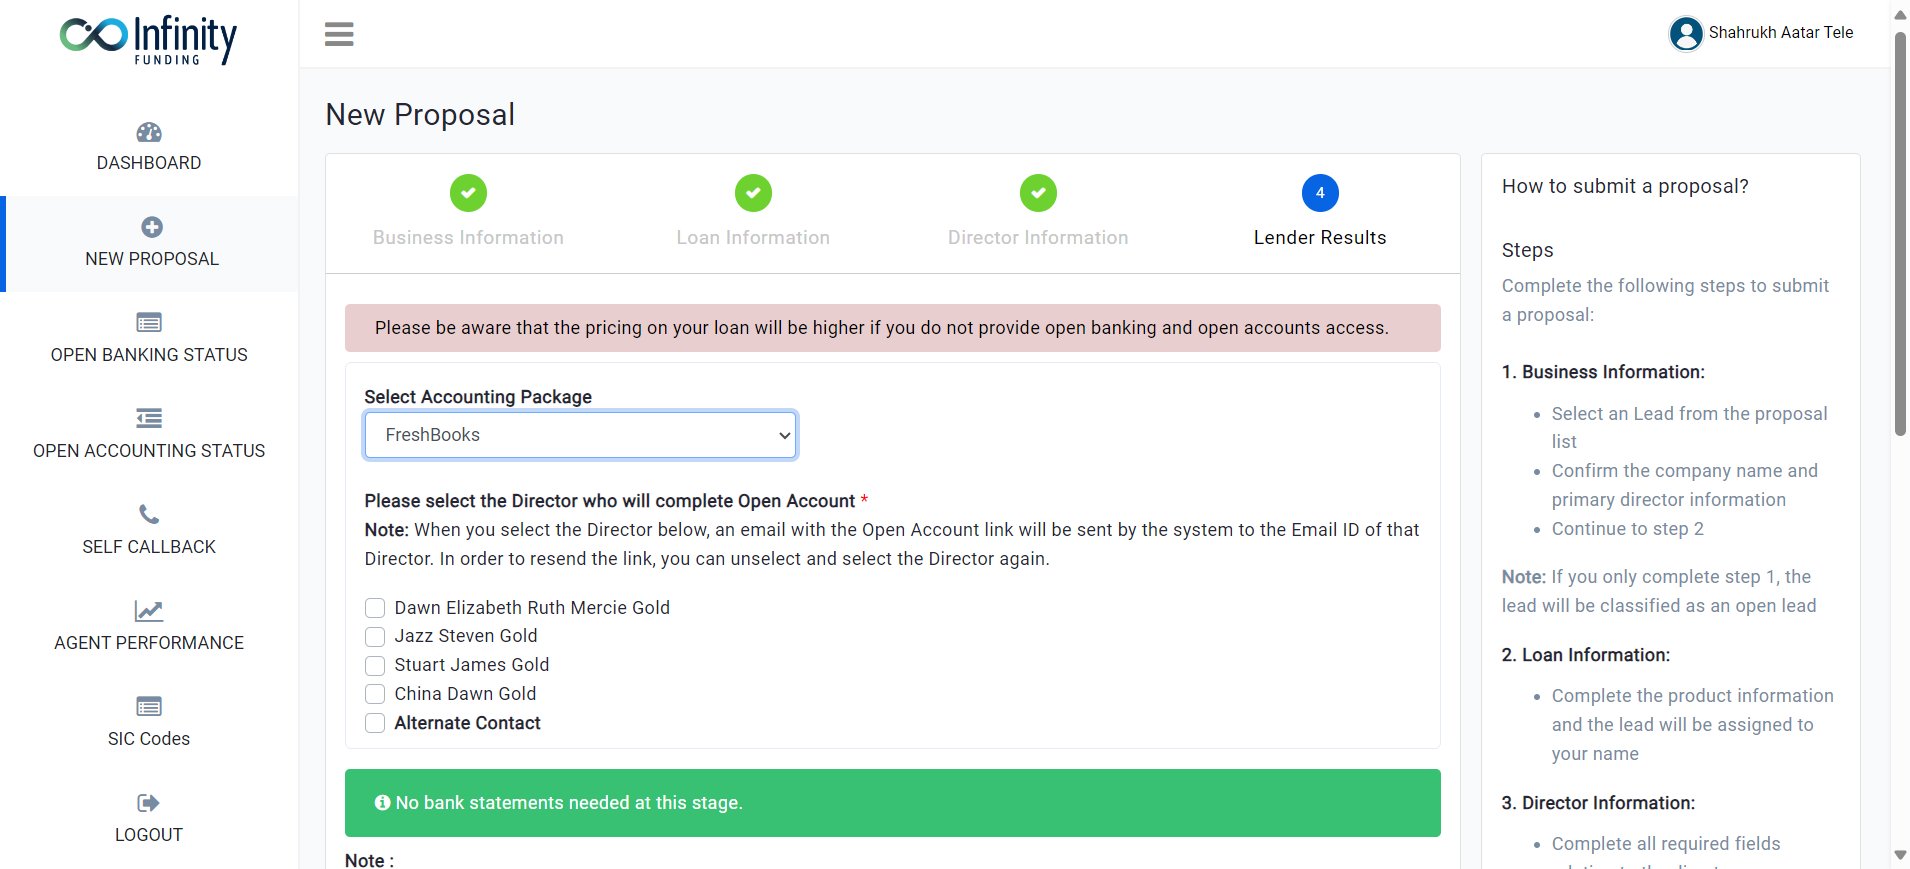 Infinity
FUNDING
Shahrukh Aatar Tele
DASHBOARD
NEW PROPOSAL
OPEN BANKING STATUS
OPEN ACCOUNTING STATUS
SELF CALLBACK
AGENT PERFORMANCE
SIC Codes
LOGOUT
New Proposal
Business Information
Loan Information
Director Information
4
Lender Results
Please be aware that the pricing on your loan will be higher if you do not provide open banking and open accounts access.
Select Accounting Package
FreshBooks
Please select the Director who will complete Open Account *
Note: When you select the Director below, an email with the Open Account link will be sent by the system to the Email ID of that
Director. In order to resend the link, you can unselect and select the Director again.
Dawn Elizabeth Ruth Mercie Gold
Jazz Steven Gold
Stuart James Gold
China Dawn Gold
Alternate Contact
No bank statements needed at this stage.
Note :
How to submit a proposal?
Steps
Complete the following steps to submit
a proposal:
1. Business Information:
Select an Lead from the proposal
list
Confirm the company name and
primary director information
Continue to step 2
Note: If you only complete step 1, the
lead will be classified as an open lead
2. Loan Information:
Complete the product information
and the lead will be assigned to
your name
3. Director Information:
Complete all required fields